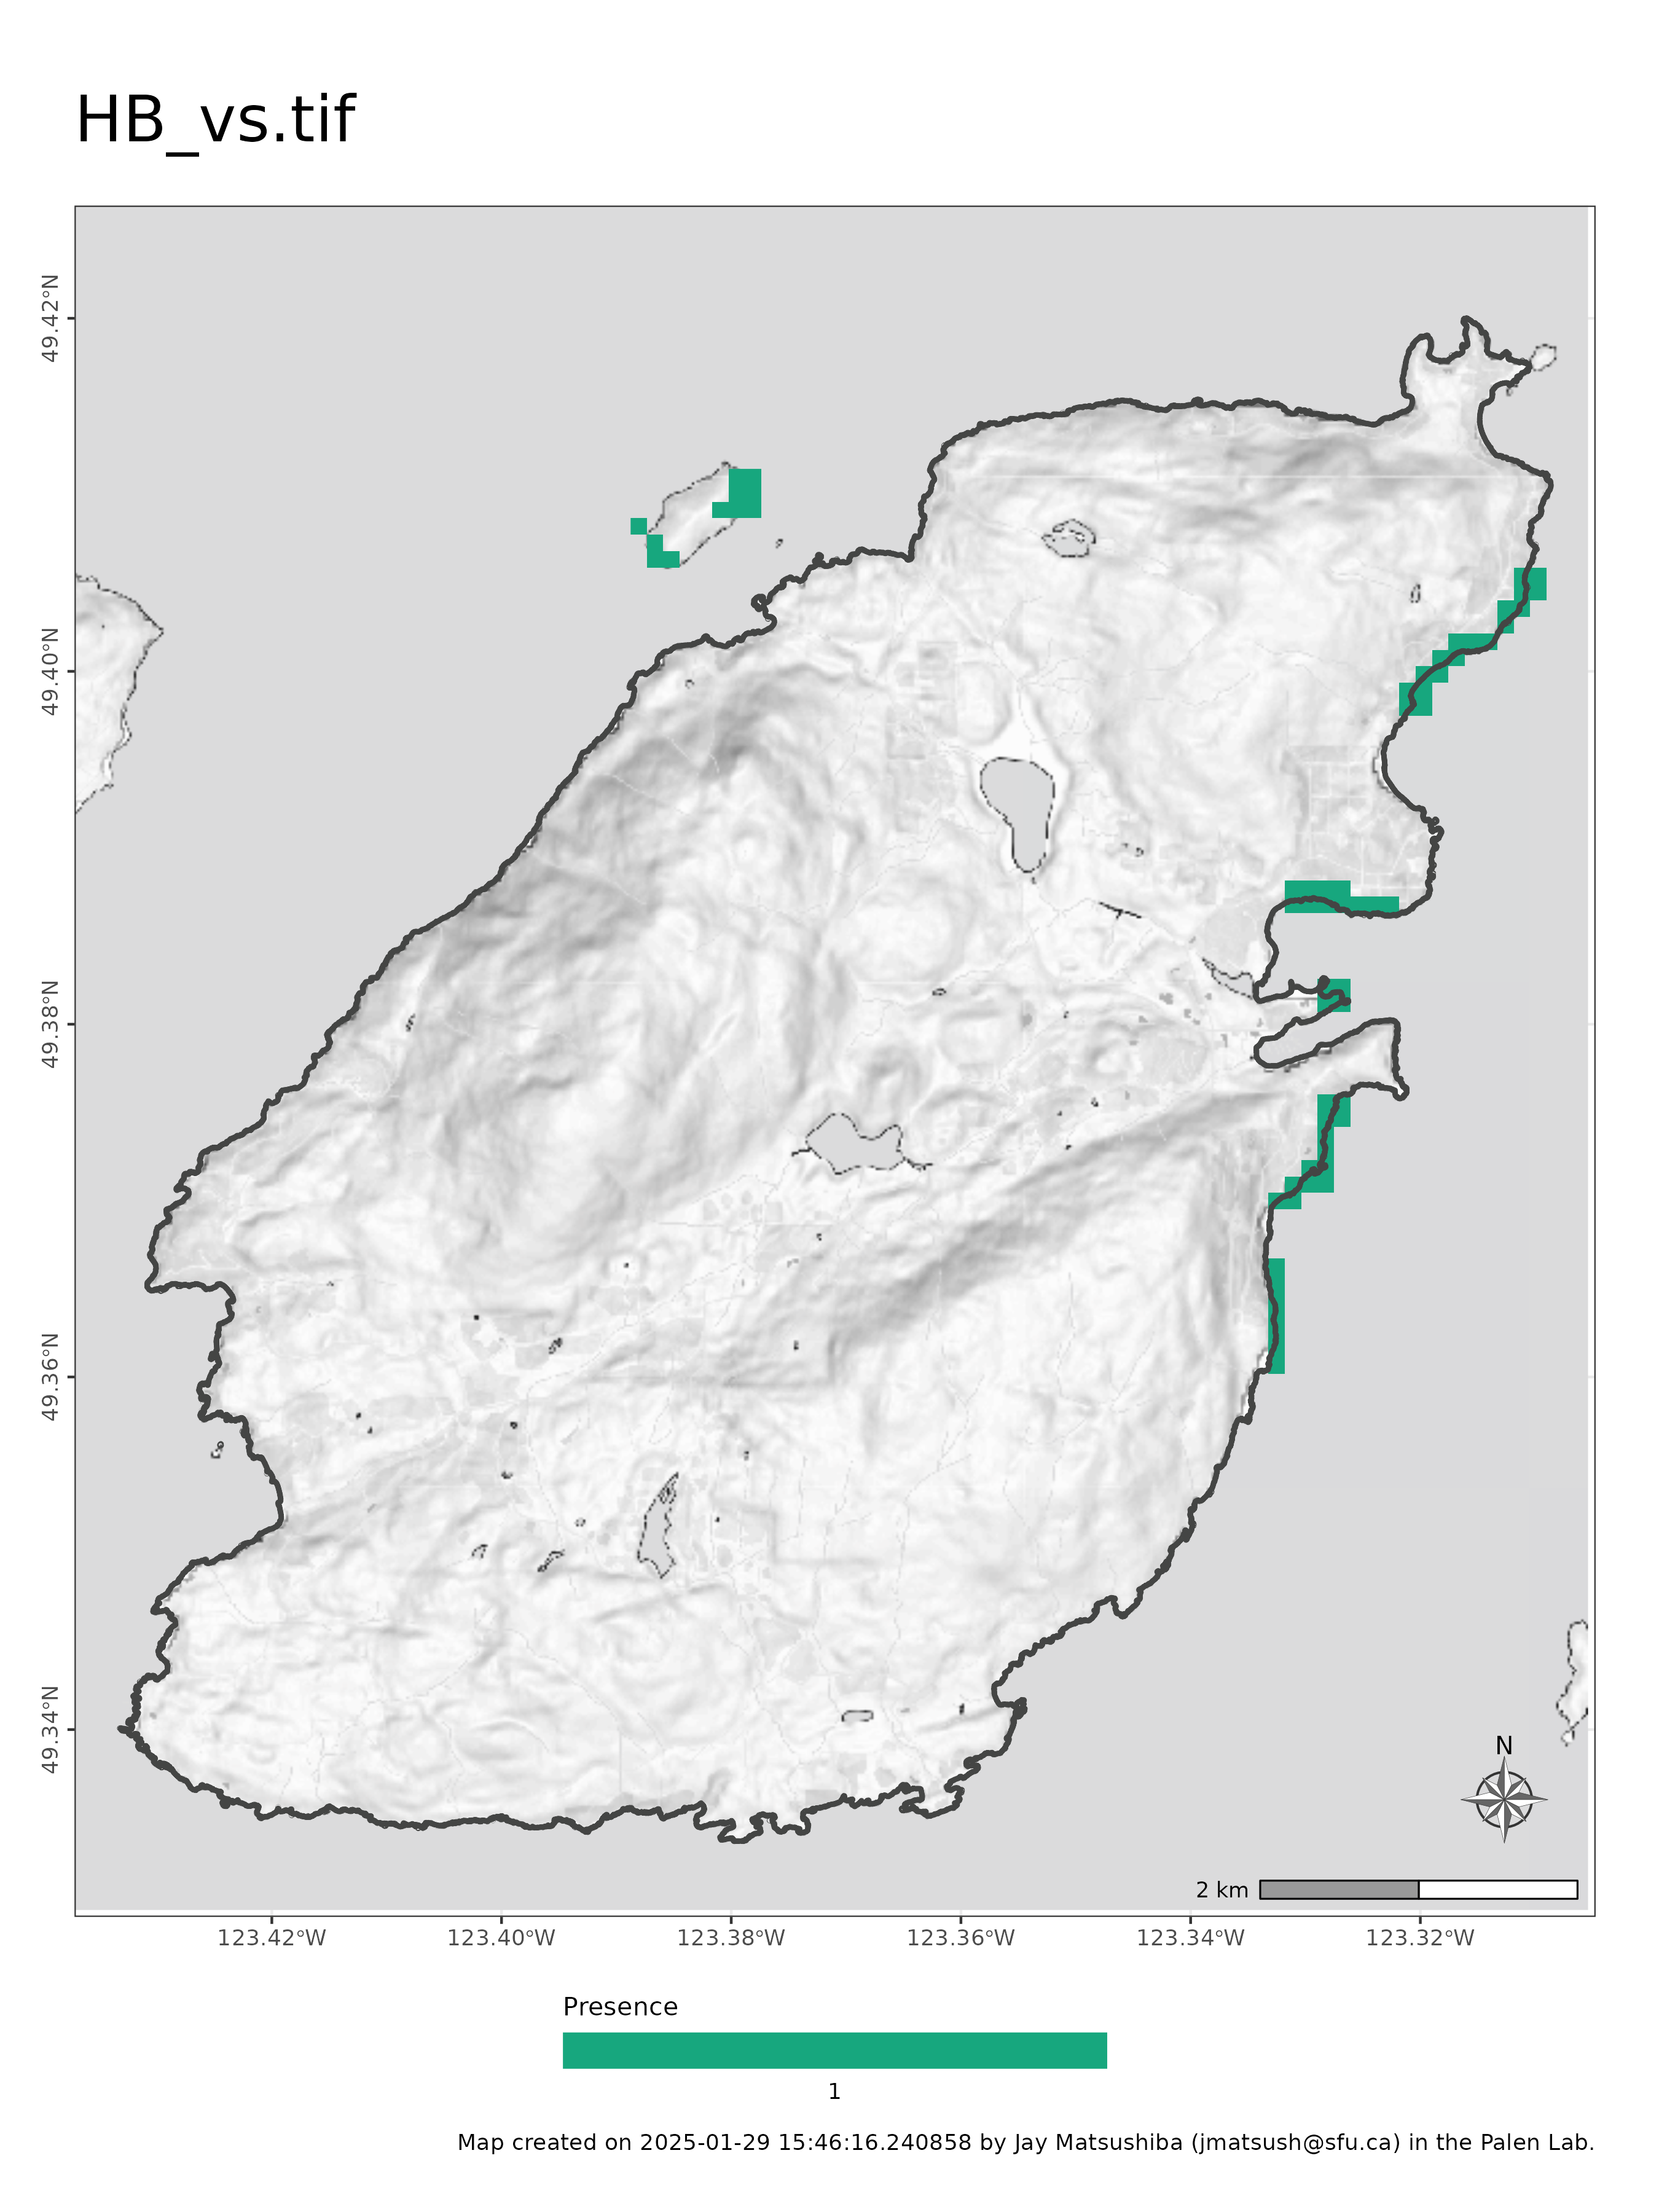 HB_vs.tif
49.42°N
49.40°N
49.38°N
49.36°N
49.34°N
N
2 km
123.42°W 123.40°W 123.38°W 123.36°W 123.34°W 123.32°W
Presence
1
Map created on 2025-01-29 15:46:16.240858 by Jay Matsushiba (jmatsush@sfu.ca) in the Palen Lab.